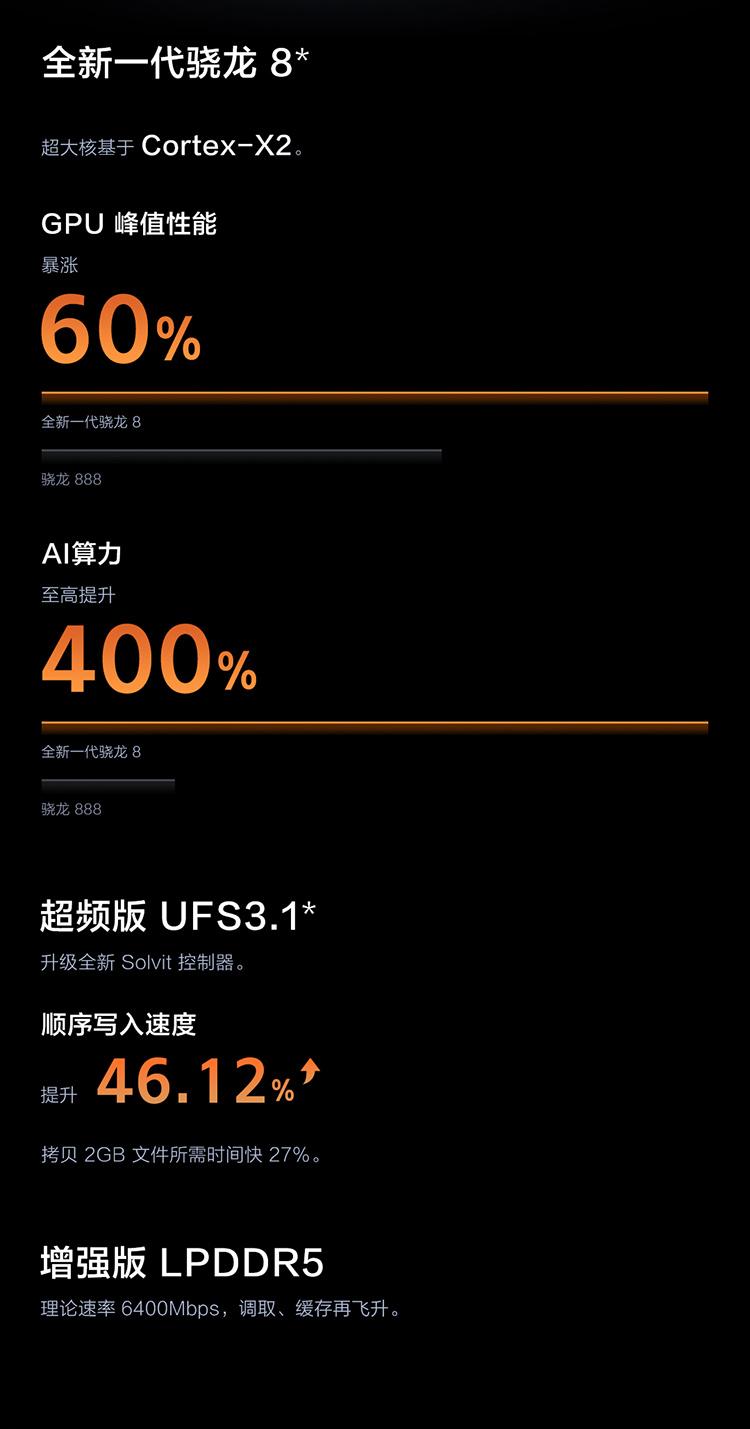 全新一代骁龙 8*
超大核基于 Cortex-X2。
GPU 峰值性能
暴涨
60%
全新一代骁龙 8
骁龙 888
AI算力
至高提升
400%
全新一代骁龙 8
骁龙 888
超频版 UFS3.1*
升级全新 Solvit 控制器。
顺序写入速度
提升 46.12%
拷贝 2GB 文件所需时间快 27%。
增强版 LPDDR5
理论速率 6400Mbps，调取、缓存再飞升。